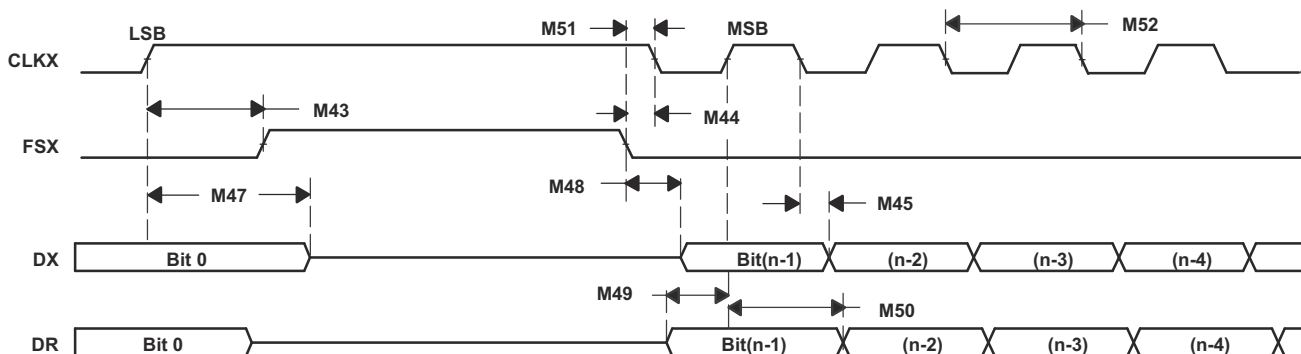 LSB
M51
MSB
M52
CLKX
M43
M44
FSX
M47
M48
M45
DX Bit 0 Bit(n-1) (n-2) (n-3) (n-4)
M49
M50
DR Bit 0 Bit(n-1) (n-2) (n-3) (n-4)